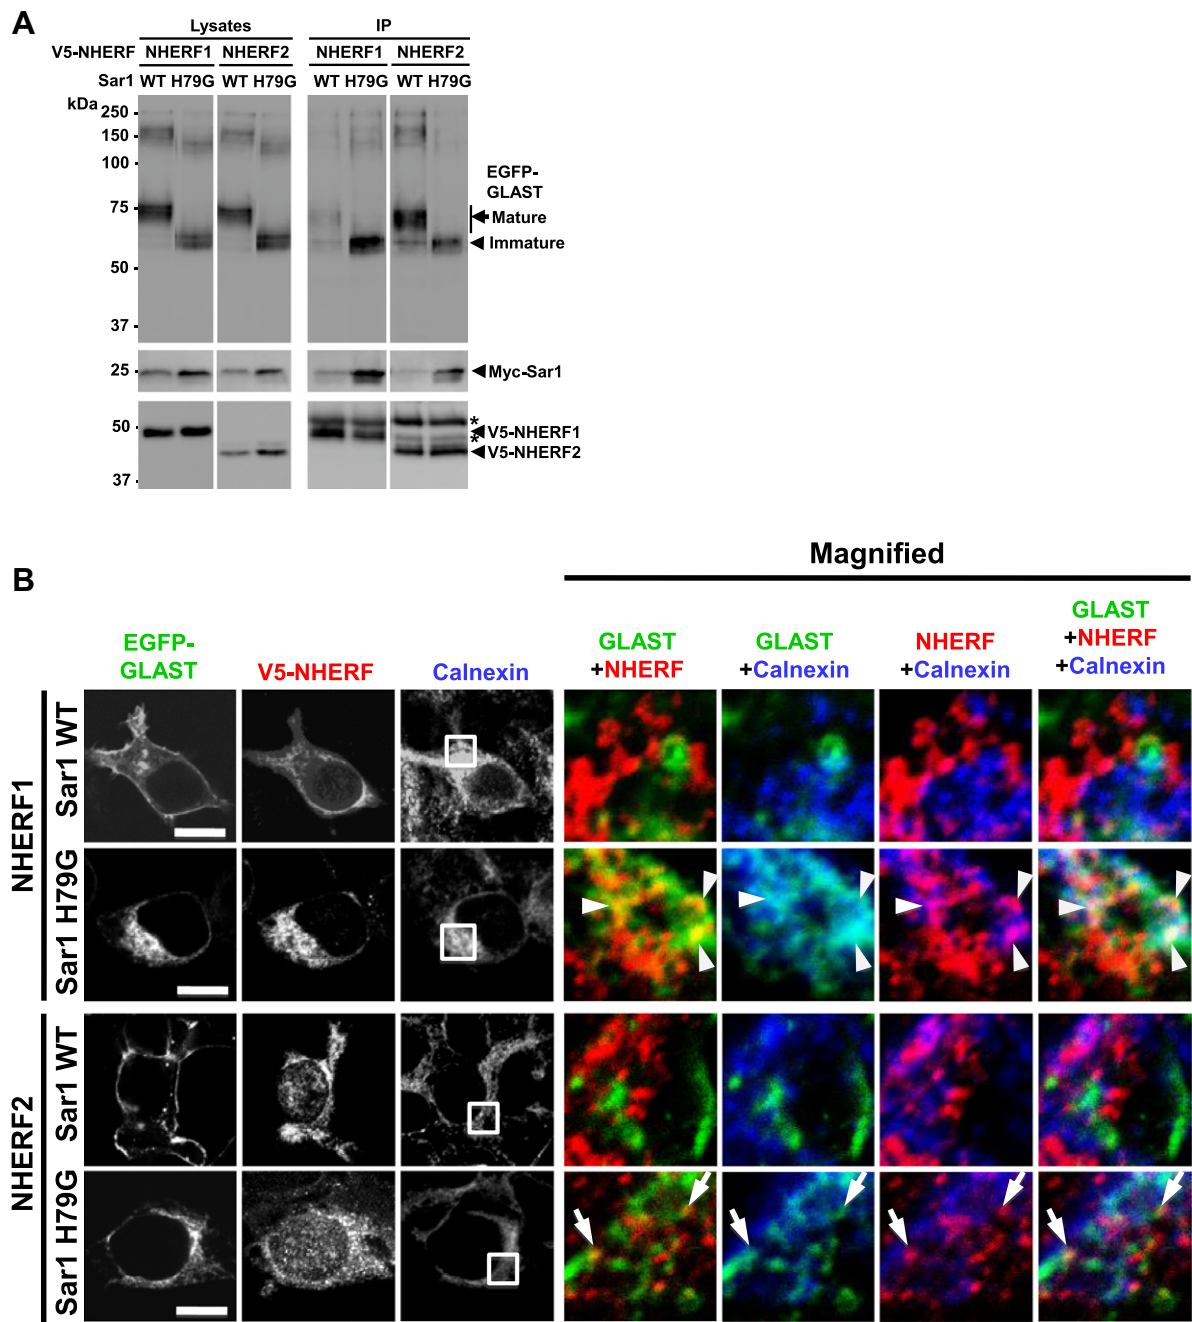 A
Lysates IP
V5-NHERF NHERF1 NHERF2 NHERF1 NHERF2
Sar1 WT H79G WT H79G WT H79G WT H79G
kDa
250
150
100
75
50
37
EGFP-
GLAST
Mature
Immature
25
Myc-Sar1
50
37
*
V5-NHERF1
*
V5-NHERF2
Magnified
B
EGFP-
GLAST
V5-NHERF
Calnexin
GLAST
+NHERF
GLAST
+Calnexin
NHERF
+Calnexin
GLAST
+NHERF
+Calnexin
NHERF1
Sar1 WT
Sar1 H79G
NHERF2
Sar1 WT
Sar1 H79G